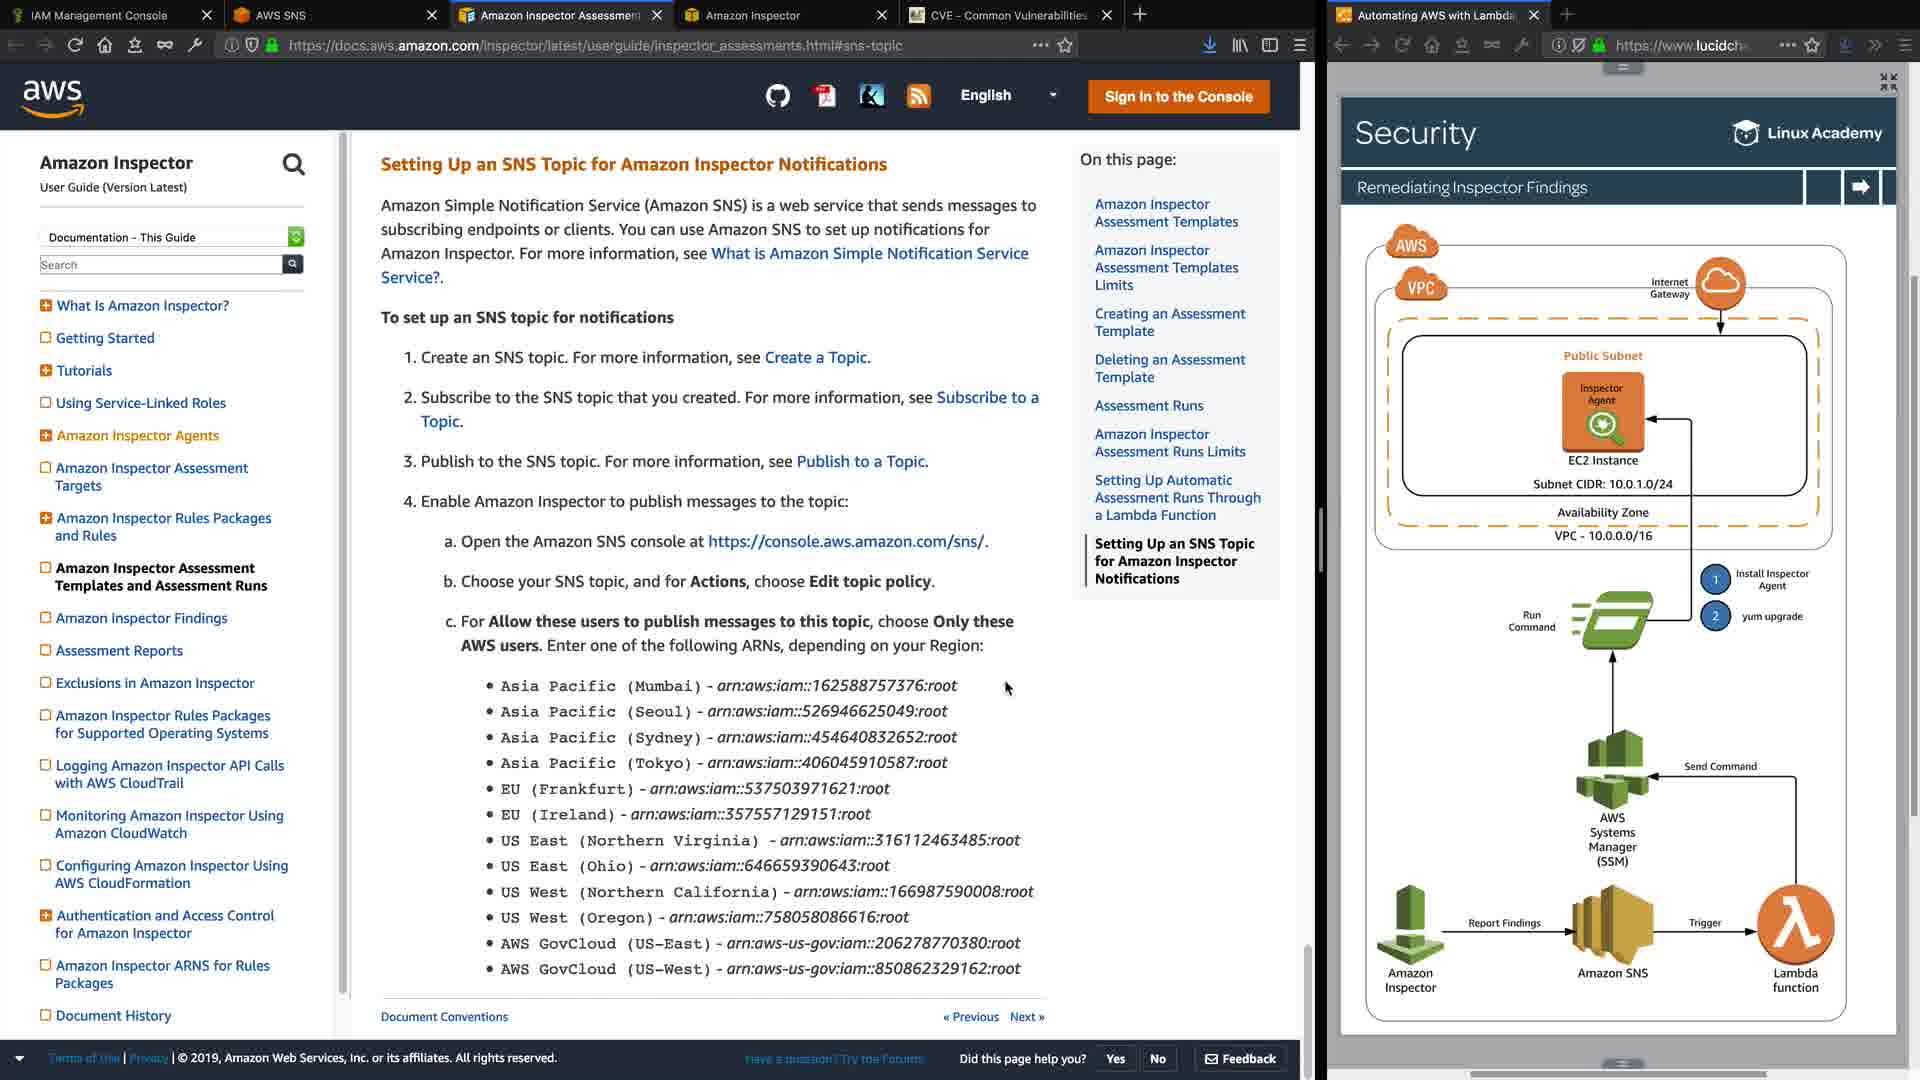 IAM Management Console
AWS SNS
Amazon Inspector Assessmen
Amazon Inspector
CVE - Common Vulnerabilities
Automating AWS with Lambda
https://docs.aws.amazon.com/inspector/latest/userguide/inspector_assessments.html#sns-topic
https://www.lucidch
aws
English
Sign In to the Console
Amazon Inspector
User Guide (Version Latest)
Documentation - This Guide
Search
What Is Amazon Inspector?
Getting Started
Tutorials
Using Service-Linked Roles
Amazon Inspector Agents
Amazon Inspector Assessment
Targets
Amazon Inspector Rules Packages
and Rules
Amazon Inspector Assessment
Templates and Assessment Runs
Amazon Inspector Findings
Assessment Reports
Exclusions in Amazon Inspector
Amazon Inspector Rules Packages
for Supported Operating Systems
Logging Amazon Inspector API Calls
with AWS CloudTrail
Monitoring Amazon Inspector Using
Amazon CloudWatch
Configuring Amazon Inspector Using
AWS CloudFormation
Authentication and Access Control
for Amazon Inspector
Amazon Inspector ARNS for Rules
Packages
Document History
Setting Up an SNS Topic for Amazon Inspector Notifications
Amazon Simple Notification Service (Amazon SNS) is a web service that sends messages to
subscribing endpoints or clients. You can use Amazon SNS to set up notifications for
Amazon Inspector. For more information, see What is Amazon Simple Notification Service
Service?.
To set up an SNS topic for notifications
1. Create an SNS topic. For more information, see Create a Topic.
2. Subscribe to the SNS topic that you created. For more information, see Subscribe to a
Topic.
3. Publish to the SNS topic. For more information, see Publish to a Topic.
4. Enable Amazon Inspector to publish messages to the topic:
a. Open the Amazon SNS console at https://console.aws.amazon.com/sns/.
b. Choose your SNS topic, and for Actions, choose Edit topic policy.
c. For Allow these users to publish messages to this topic, choose Only these
AWS users. Enter one of the following ARNs, depending on your Region:
• Asia Pacific (Mumbai) - arn:aws:iam::162588757376:root
• Asia Pacific (Seoul) - arn:aws:iam::526946625049:root
• Asia Pacific (Sydney) - arn:aws:iam::454640832652:root
• Asia Pacific (Tokyo) - arn:aws:iam::406045910587:root
• EU (Frankfurt) - arn:aws:iam::537503971621:root
• EU (Ireland) - arn:aws:iam::357557129151:root
• US East (Northern Virginia) - arn:aws:iam::316112463485:root
• US East (Ohio) - arn:aws:iam::646659390643:root
• US West (Northern California) - arn:aws:iam::166987590008:root
• US West (Oregon) - arn:aws:iam::758058086616:root
• AWS GovCloud (US-East) - arn:aws-us-gov:iam::206278770380:root
• AWS GovCloud (US-West) - arn:aws-us-gov:iam::850862329162:root
Document Conventions
« Previous Next »
On this page:
Amazon Inspector
Assessment Templates
Amazon Inspector
Assessment Templates
Limits
Creating an Assessment
Template
Deleting an Assessment
Template
Assessment Runs
Amazon Inspector
Assessment Runs Limits
Setting Up Automatic
Assessment Runs Through
a Lambda Function
Setting Up an SNS Topic
for Amazon Inspector
Notifications
Terms of Use | Privacy | © 2019, Amazon Web Services, Inc. or its affiliates. All rights reserved.
Have a question? Try the Forums.
Did this page help you?
Yes
No
Feedback
Security
Linux Academy
Remediating Inspector Findings
AWS
VPC
Internet
Gateway
Public Subnet
Inspector
Agent
EC2 Instance
Subnet CIDR: 10.0.1.0/24
Availability Zone
VPC - 10.0.0.0/16
1
Install Inspector
Agent
Run
Command
2
yum upgrade
Send Command
AWS
Systems
Manager
(SSM)
Report Findings
Trigger
Amazon
Inspector
Amazon SNS
Lambda
function